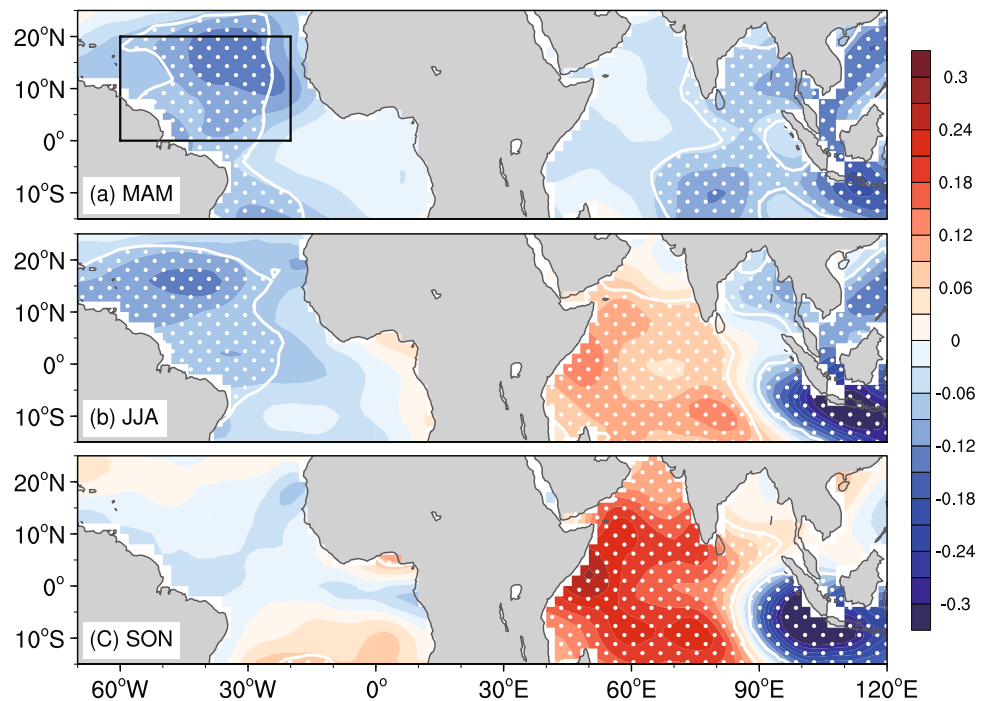 20°N
10°N
0°
10°S
(a) MAM
20°N
10°N
0°
10°S
(b) JJA
20°N
10°N
0°
10°S
(C) SON
60°W
30°W
0°
30°E
60°E
90°E
120°E
0.3
0.24
0.18
0.12
0.06
0
-0.06
-0.12
-0.18
-0.24
-0.3